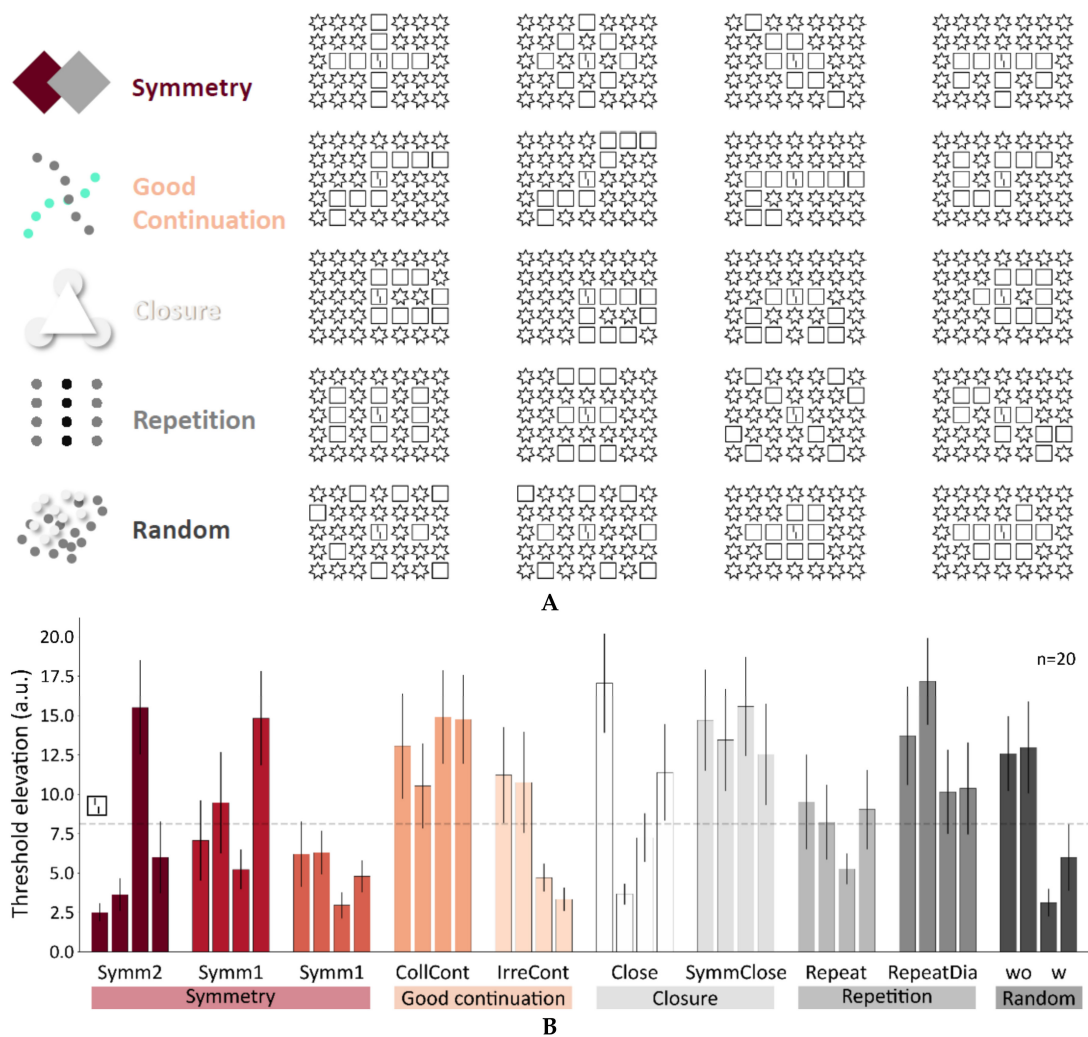 Symmetry
Good
Continuation
Closure
Repetition
Random
A
20.0
17.5
15.0
12.5
10.0
7.5
5.0
2.5
0.0
Threshold elevation (a.u.)
n=20
Symm2 Symm1 Symm1 CollCont IrreCont Close SymmClose Repeat RepeatDia wo w
Symmetry Good continuation Closure Repetition Random
B